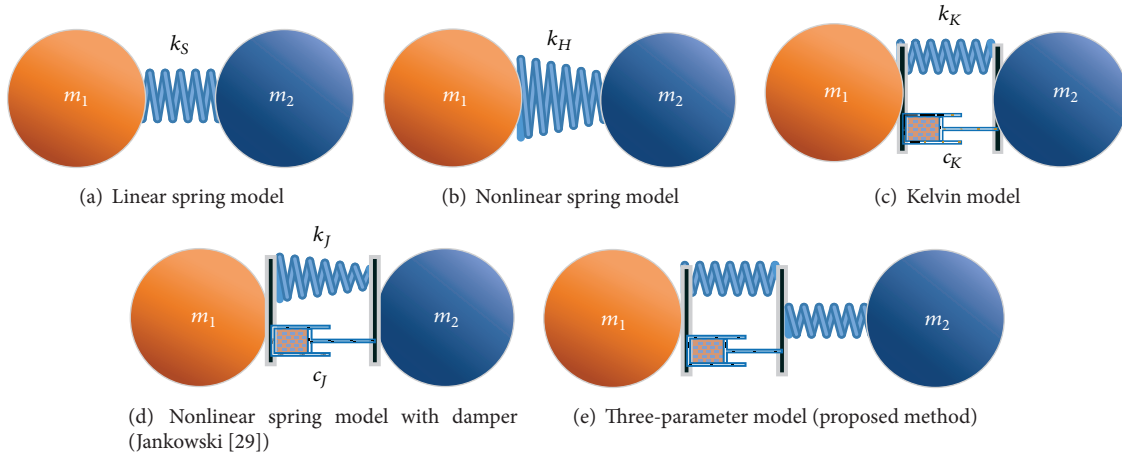 k_S
m_1
m_2
(a) Linear spring model
k_H
m_1
m_2
(b) Nonlinear spring model
k_K
m_1
m_2
c_K
(c) Kelvin model
k_J
m_1
m_2
c_J
(d) Nonlinear spring model with damper
(Jankowski [29])
m_1
m_2
(e) Three-parameter model (proposed method)